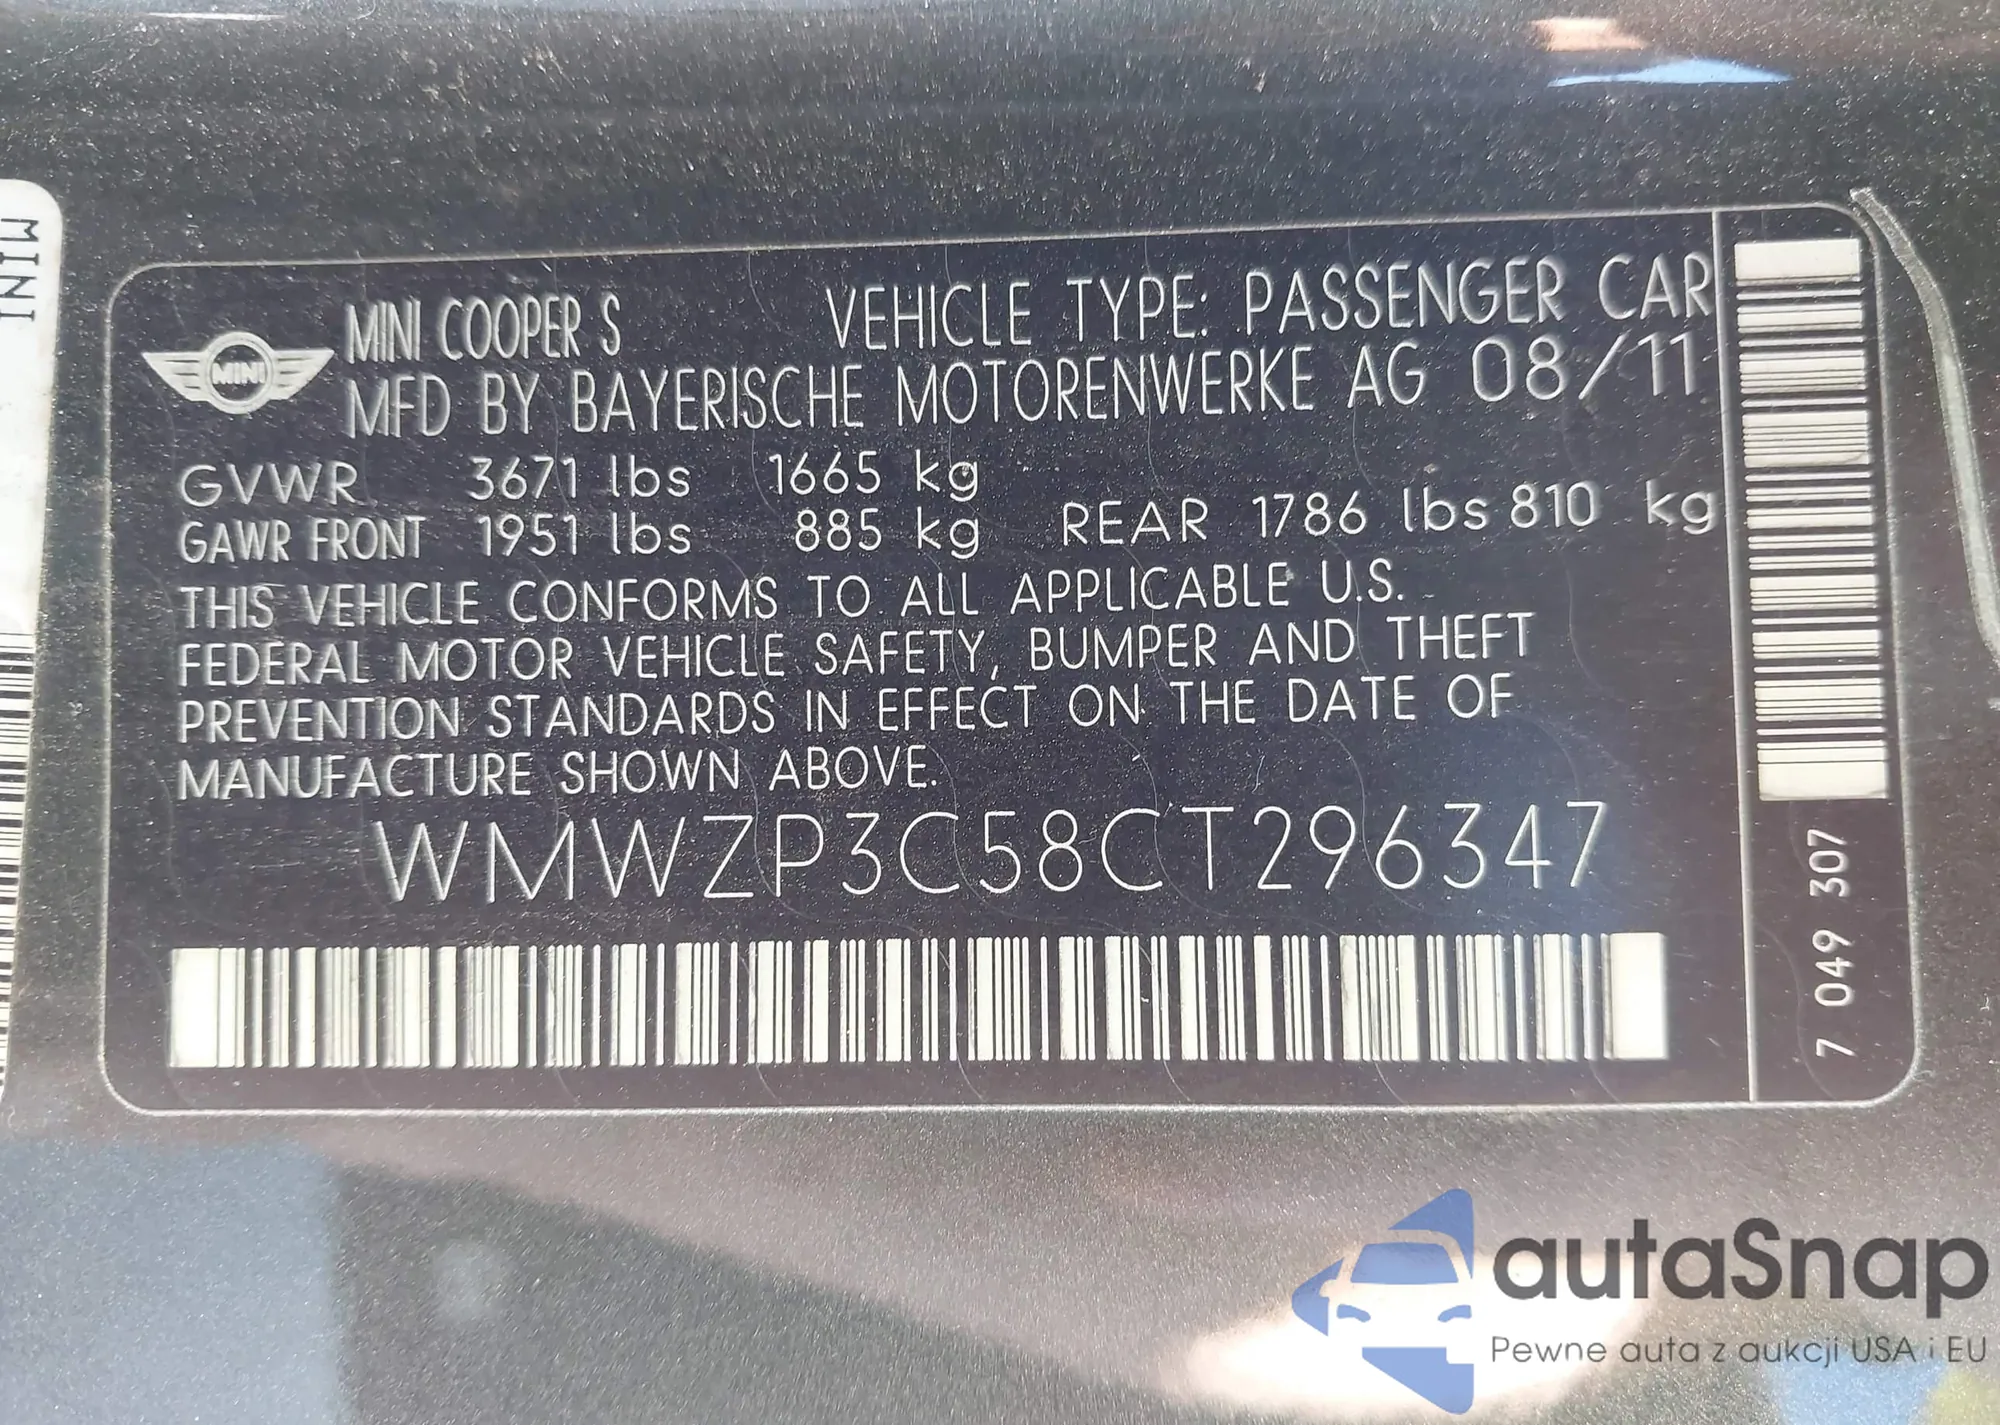 MINI
MINI
MINI COOPER S VEHICLE TYPE: PASSENGER CAR
MFD BY BAYERISCHE MOTORENWERKE AG 08/11
GVWR 3671 lbs 1665 kg
GAWR FRONT 1951 lbs 885 kg REAR 1786 lbs 810 kg
THIS VEHICLE CONFORMS TO ALL APPLICABLE U.S.
FEDERAL MOTOR VEHICLE SAFETY, BUMPER AND THEFT
PREVENTION STANDARDS IN EFFECT ON THE DATE OF
MANUFACTURE SHOWN ABOVE.
WMWZP3C58CT296347
7 049 307
autaSnap
Pewne auta z aukcji USA i EU